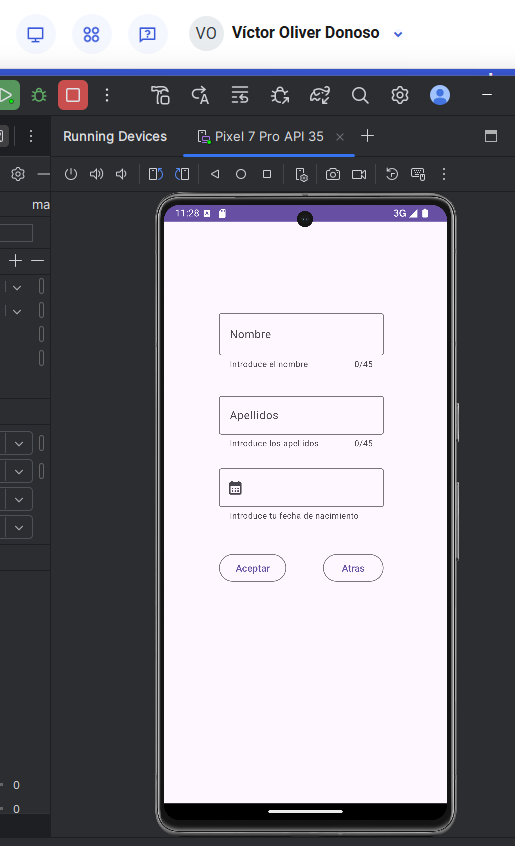 VO Víctor Oliver Donoso
Running Devices
Pixel 7 Pro API 35
ma
11:28
3G
Nombre
Introduce el nombre
0/45
Apellidos
Introduce los apellidos
0/45
Introduce tu fecha de nacimiento
Aceptar
Atras
0
0